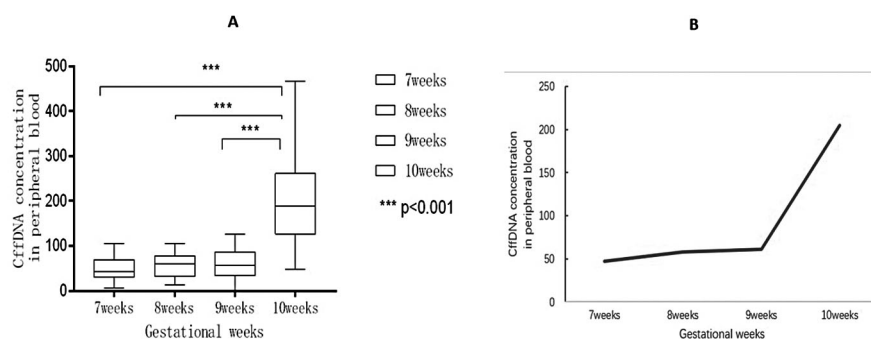 A
CffDNA concentration
in peripheral blood
500
400
300
200
100
0
***
***
***
7weeks
8weeks
9weeks
10weeks
Gestational weeks
7weeks
8weeks
9weeks
10weeks
*** p<0.001
B
CffDNA concentration
in peripheral blood
250
200
150
100
50
0
7weeks
8weeks
9weeks
10weeks
Gestational weeks